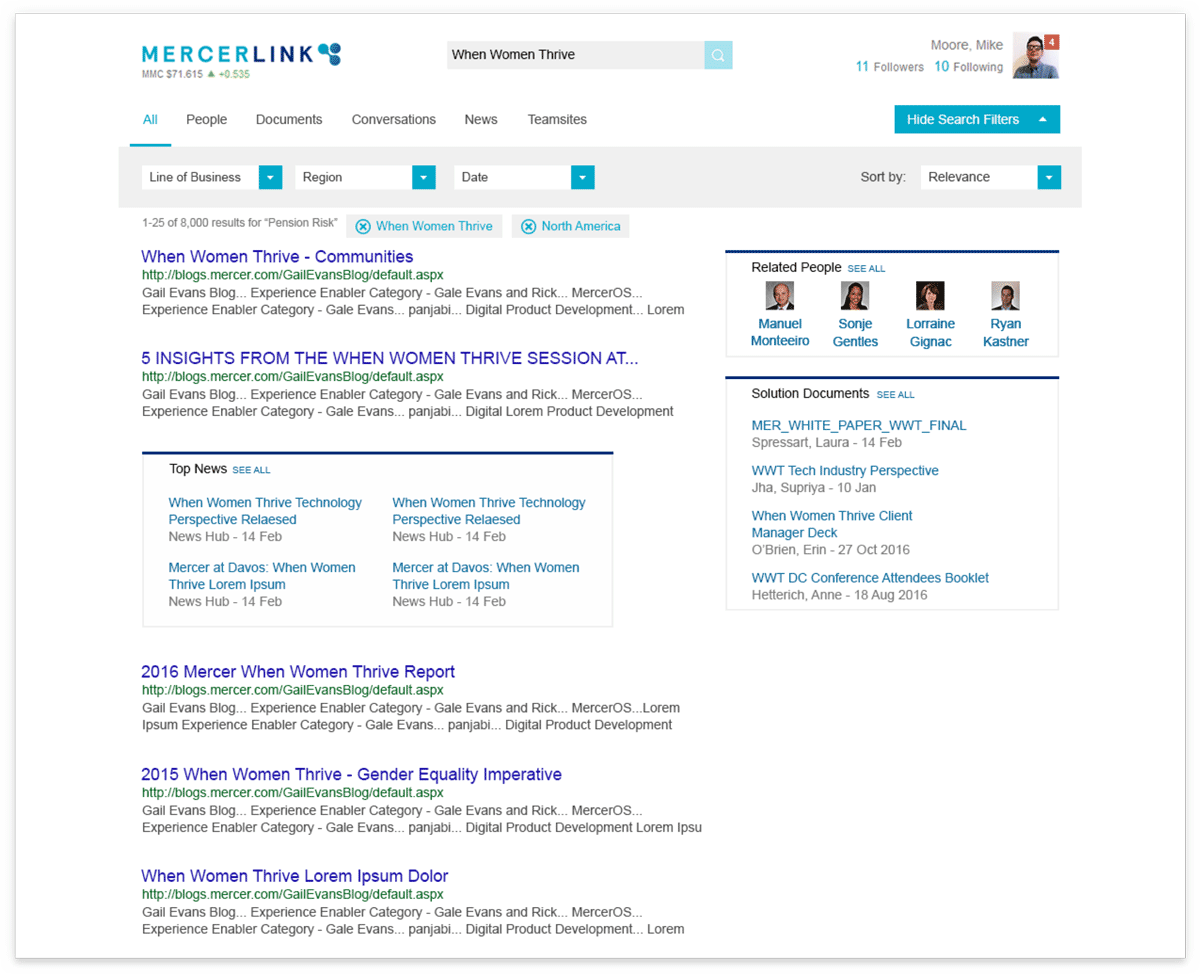 MERCERLINK
MMC $71.615 ▲ +0.535
When Women Thrive
Moore, Mike
4
11 Followers 10 Following
All People Documents Conversations News Teamsites
Hide Search Filters
Line of Business Region Date
Sort by: Relevance
1-25 of 8,000 results for “Pension Risk” When Women Thrive North America
When Women Thrive - Communities
http://blogs.mercer.com/GailEvansBlog/default.aspx
Gail Evans Blog... Experience Enabler Category - Gale Evans and Rick... MercerOS...
Experience Enabler Category - Gale Evans... panjabi... Digital Product Development... Lorem
5 INSIGHTS FROM THE WHEN WOMEN THRIVE SESSION AT...
http://blogs.mercer.com/GailEvansBlog/default.aspx
Gail Evans Blog... Experience Enabler Category - Gale Evans and Rick... MercerOS...
Experience Enabler Category - Gale Evans... panjabi... Digital Lorem Product Development
Top News SEE ALL
When Women Thrive Technology
Perspective Relaesed
News Hub - 14 Feb
When Women Thrive Technology
Perspective Relaesed
News Hub - 14 Feb
Mercer at Davos: When Women
Thrive Lorem Ipsum
News Hub - 14 Feb
Mercer at Davos: When Women
Thrive Lorem Ipsum
News Hub - 14 Feb
2016 Mercer When Women Thrive Report
http://blogs.mercer.com/GailEvansBlog/default.aspx
Gail Evans Blog... Experience Enabler Category - Gale Evans and Rick... MercerOS...Lorem
Ipsum Experience Enabler Category - Gale Evans... panjabi... Digital Product Development
2015 When Women Thrive - Gender Equality Imperative
http://blogs.mercer.com/GailEvansBlog/default.aspx
Gail Evans Blog... Experience Enabler Category - Gale Evans and Rick... MercerOS...
Experience Enabler Category - Gale Evans... panjabi... Digital Product Development Lorem Ipsu
When Women Thrive Lorem Ipsum Dolor
http://blogs.mercer.com/GailEvansBlog/default.aspx
Gail Evans Blog... Experience Enabler Category - Gale Evans and Rick... MercerOS...
Experience Enabler Category - Gale Evans... panjabi... Digital Product Development... Lorem
Related People SEE ALL
Manuel
Monteeiro
Sonje
Gentles
Lorraine
Gignac
Ryan
Kastner
Solution Documents SEE ALL
MER_WHITE_PAPER_WWT_FINAL
Spressart, Laura - 14 Feb
WWT Tech Industry Perspective
Jha, Supriya - 10 Jan
When Women Thrive Client
Manager Deck
O’Brien, Erin - 27 Oct 2016
WWT DC Conference Attendees Booklet
Hetterich, Anne - 18 Aug 2016